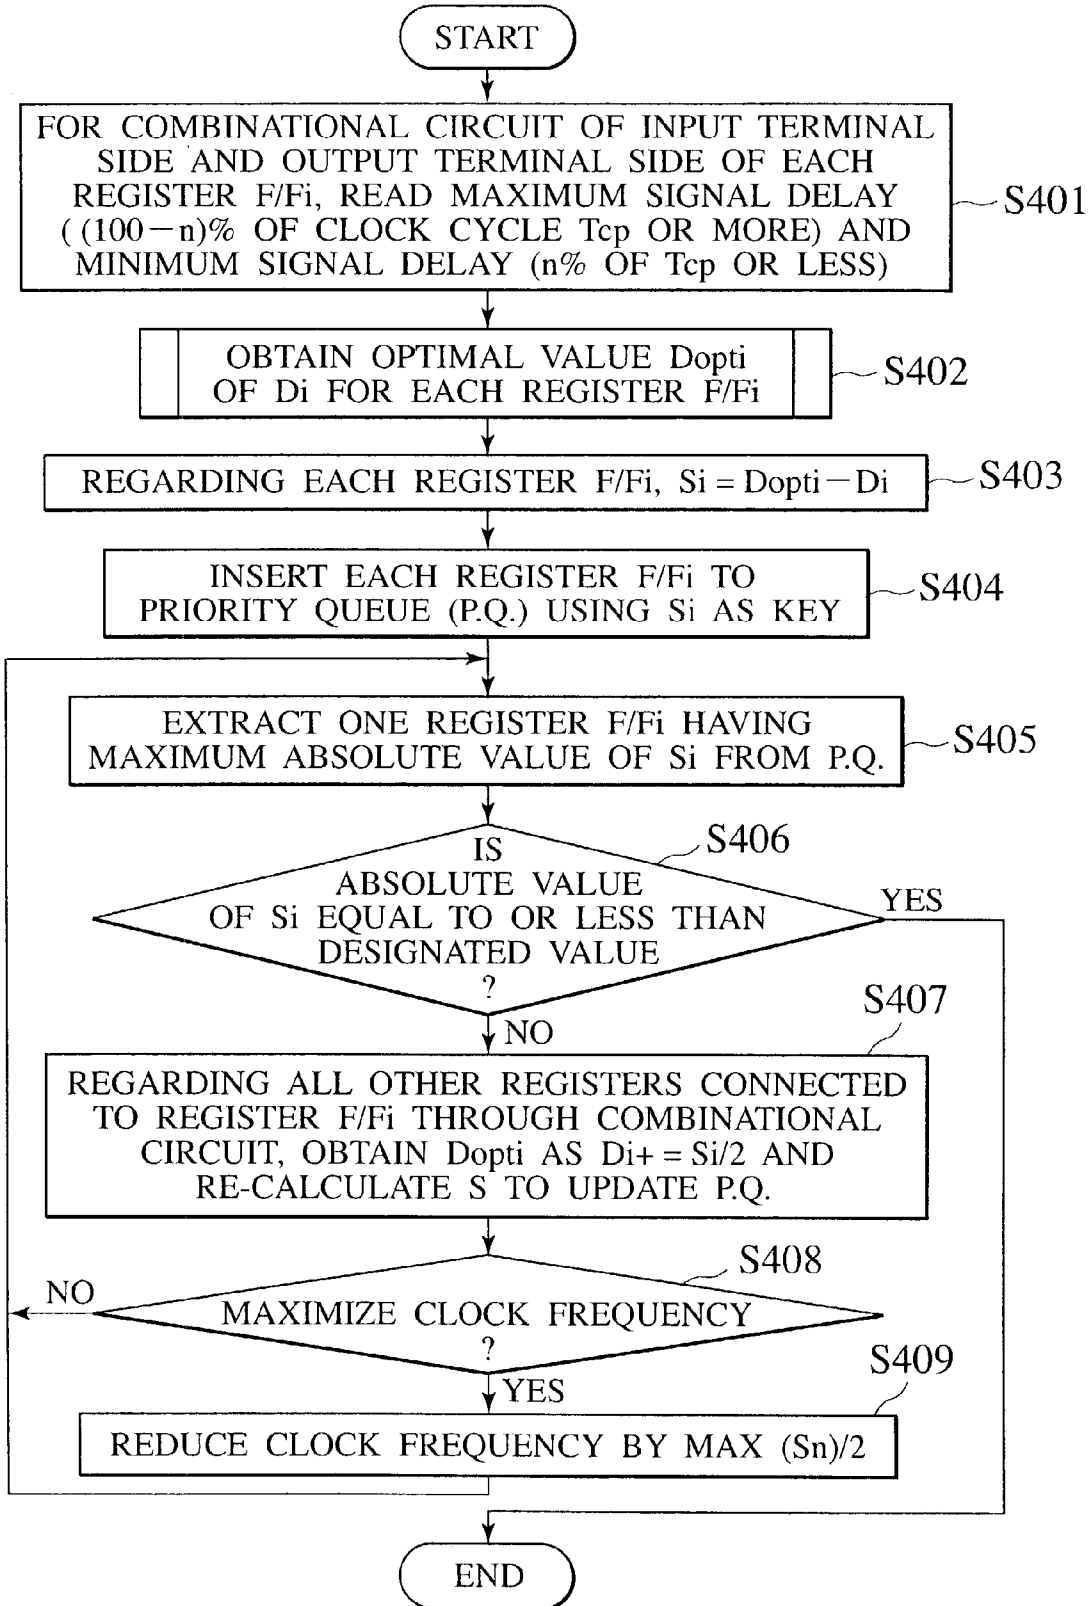 START
FOR COMBINATIONAL CIRCUIT OF INPUT TERMINAL
SIDE AND OUTPUT TERMINAL SIDE OF EACH
REGISTER F/Fi, READ MAXIMUM SIGNAL DELAY
((100−n)% OF CLOCK CYCLE Tcp OR MORE) AND
MINIMUM SIGNAL DELAY (n% OF Tcp OR LESS)
S401
OBTAIN OPTIMAL VALUE Dopti
OF Di FOR EACH REGISTER F/Fi
S402
REGARDING EACH REGISTER F/Fi, Si = Dopti−Di
S403
INSERT EACH REGISTER F/Fi TO
PRIORITY QUEUE (P.Q.) USING Si AS KEY
S404
EXTRACT ONE REGISTER F/Fi HAVING
MAXIMUM ABSOLUTE VALUE OF Si FROM P.Q.
S405
IS
ABSOLUTE VALUE
OF Si EQUAL TO OR LESS THAN
DESIGNATED VALUE
?
S406
YES
NO
S407
REGARDING ALL OTHER REGISTERS CONNECTED
TO REGISTER F/Fi THROUGH COMBINATIONAL
CIRCUIT, OBTAIN Dopti AS Di+ = Si/2 AND
RE-CALCULATE S TO UPDATE P.Q.
S408
NO
MAXIMIZE CLOCK FREQUENCY
?
YES
S409
REDUCE CLOCK FREQUENCY BY MAX (Sn)/2
END